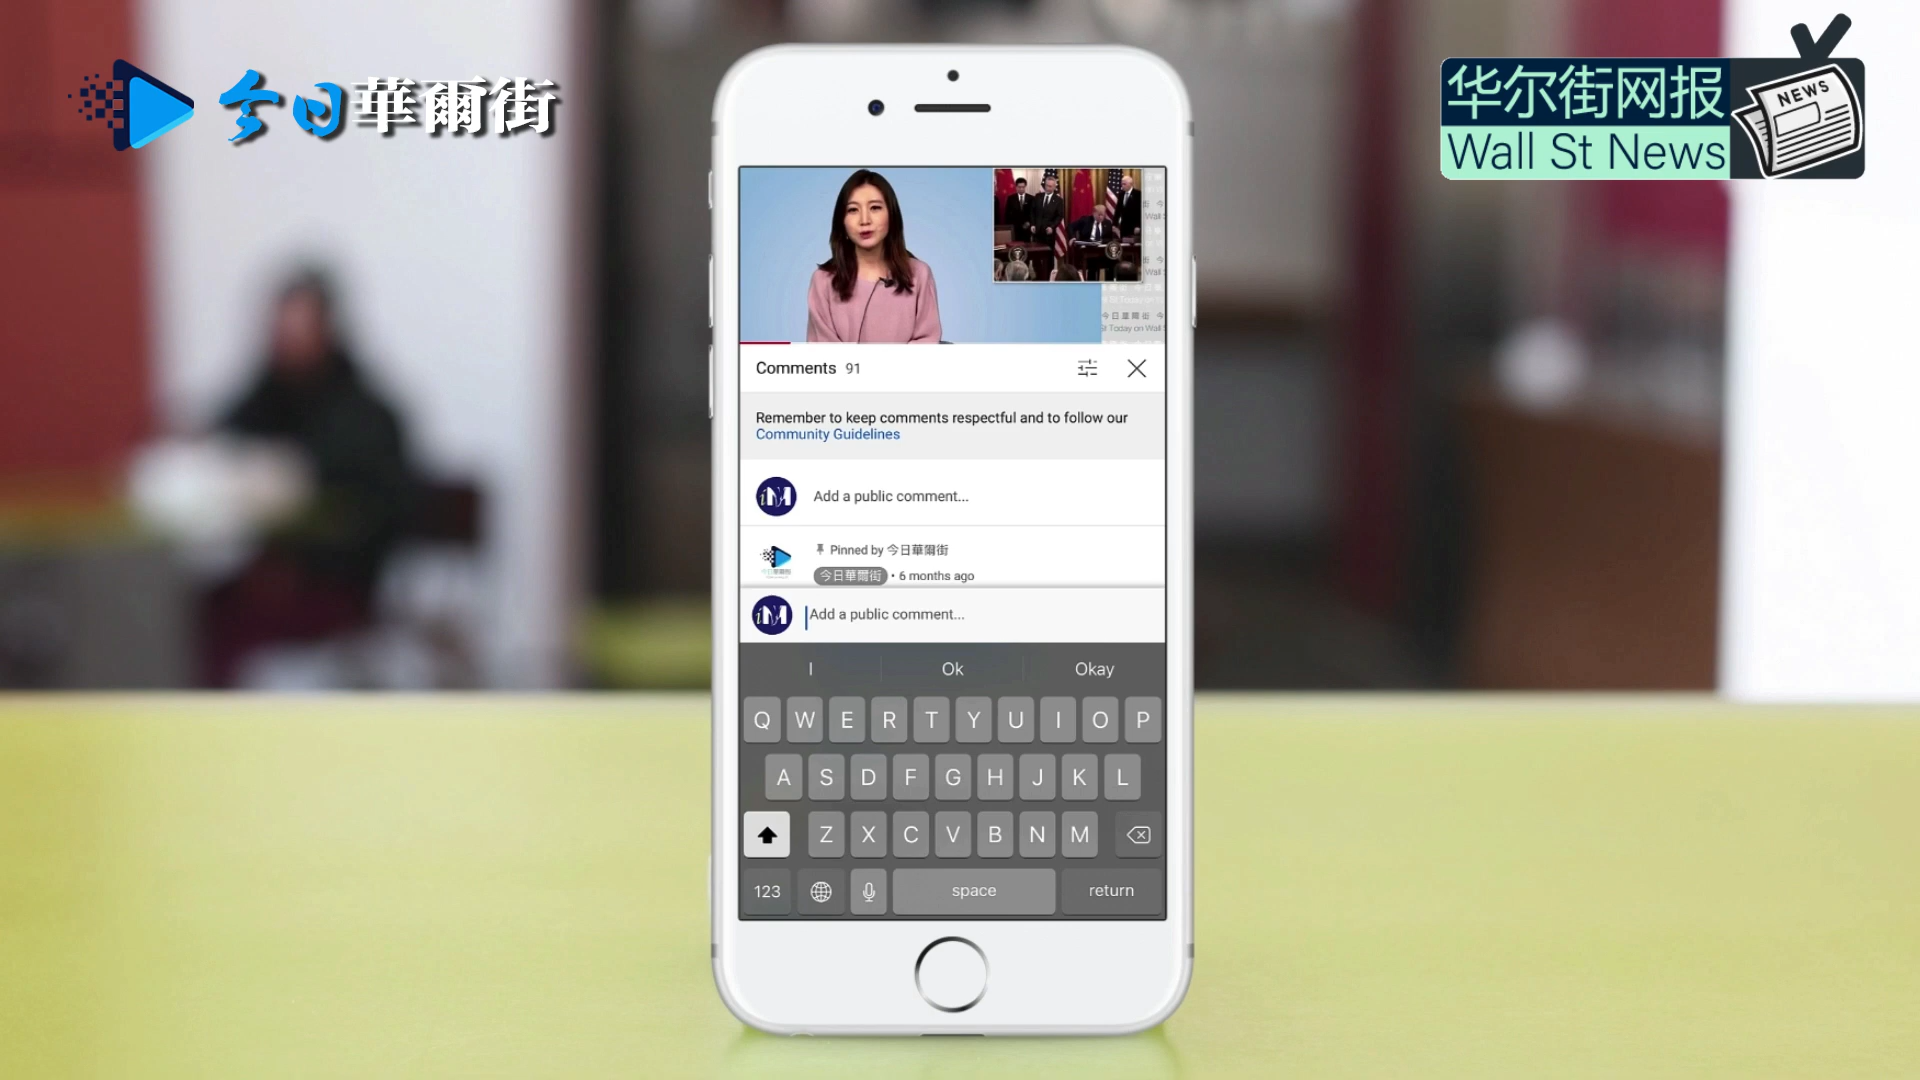 今日華爾街
华尔街网报
Wall St News
NEWS
Comments 91
Remember to keep comments respectful and to follow our
Community Guidelines
iM
Add a public comment...
Pinned by 今日華爾街
今日華爾街 • 6 months ago
iM
Add a public comment...
I Ok Okay
Q W E R T Y U I O P
A S D F G H J K L
Z X C V B N M
123 space return